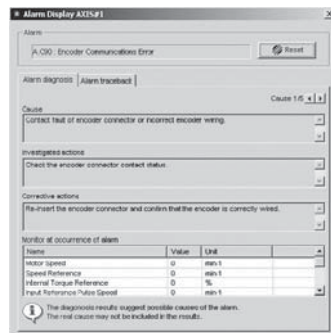 Alarm Display AXIS#1
Alarm
A.C90 : Encoder Communications Error
Reset
Alarm diagnosis
Alarm traceback
Cause 1/5
Cause
Contact fault of encoder connector or incorrect encoder wiring.
Investigated actions
Check the encoder connector contact status.
Corrective actions
Re-insert the encoder connector and confirm that the encoder is correctly wired.
Monitor at occurrence of alarm
Name Value Unit
Motor Speed 0 min-1
Speed Reference 0 min-1
Internal Torque Reference 0 %
Input Reference Pulse Speed 0 min-1
The diagnosis results suggest possible causes of the alarm.
The real cause may not be included in the results.